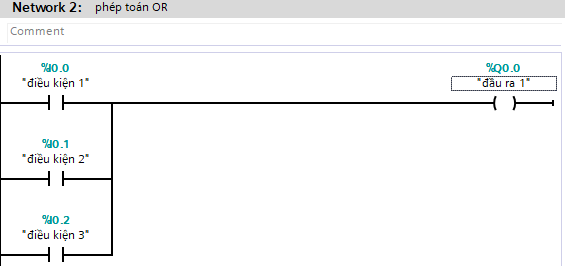 Network 2: phép toán OR
Comment
%I0.0 %Q0.0
"điều kiện 1" "đầu ra 1"
%I0.1
"điều kiện 2"
%I0.2
"điều kiện 3"